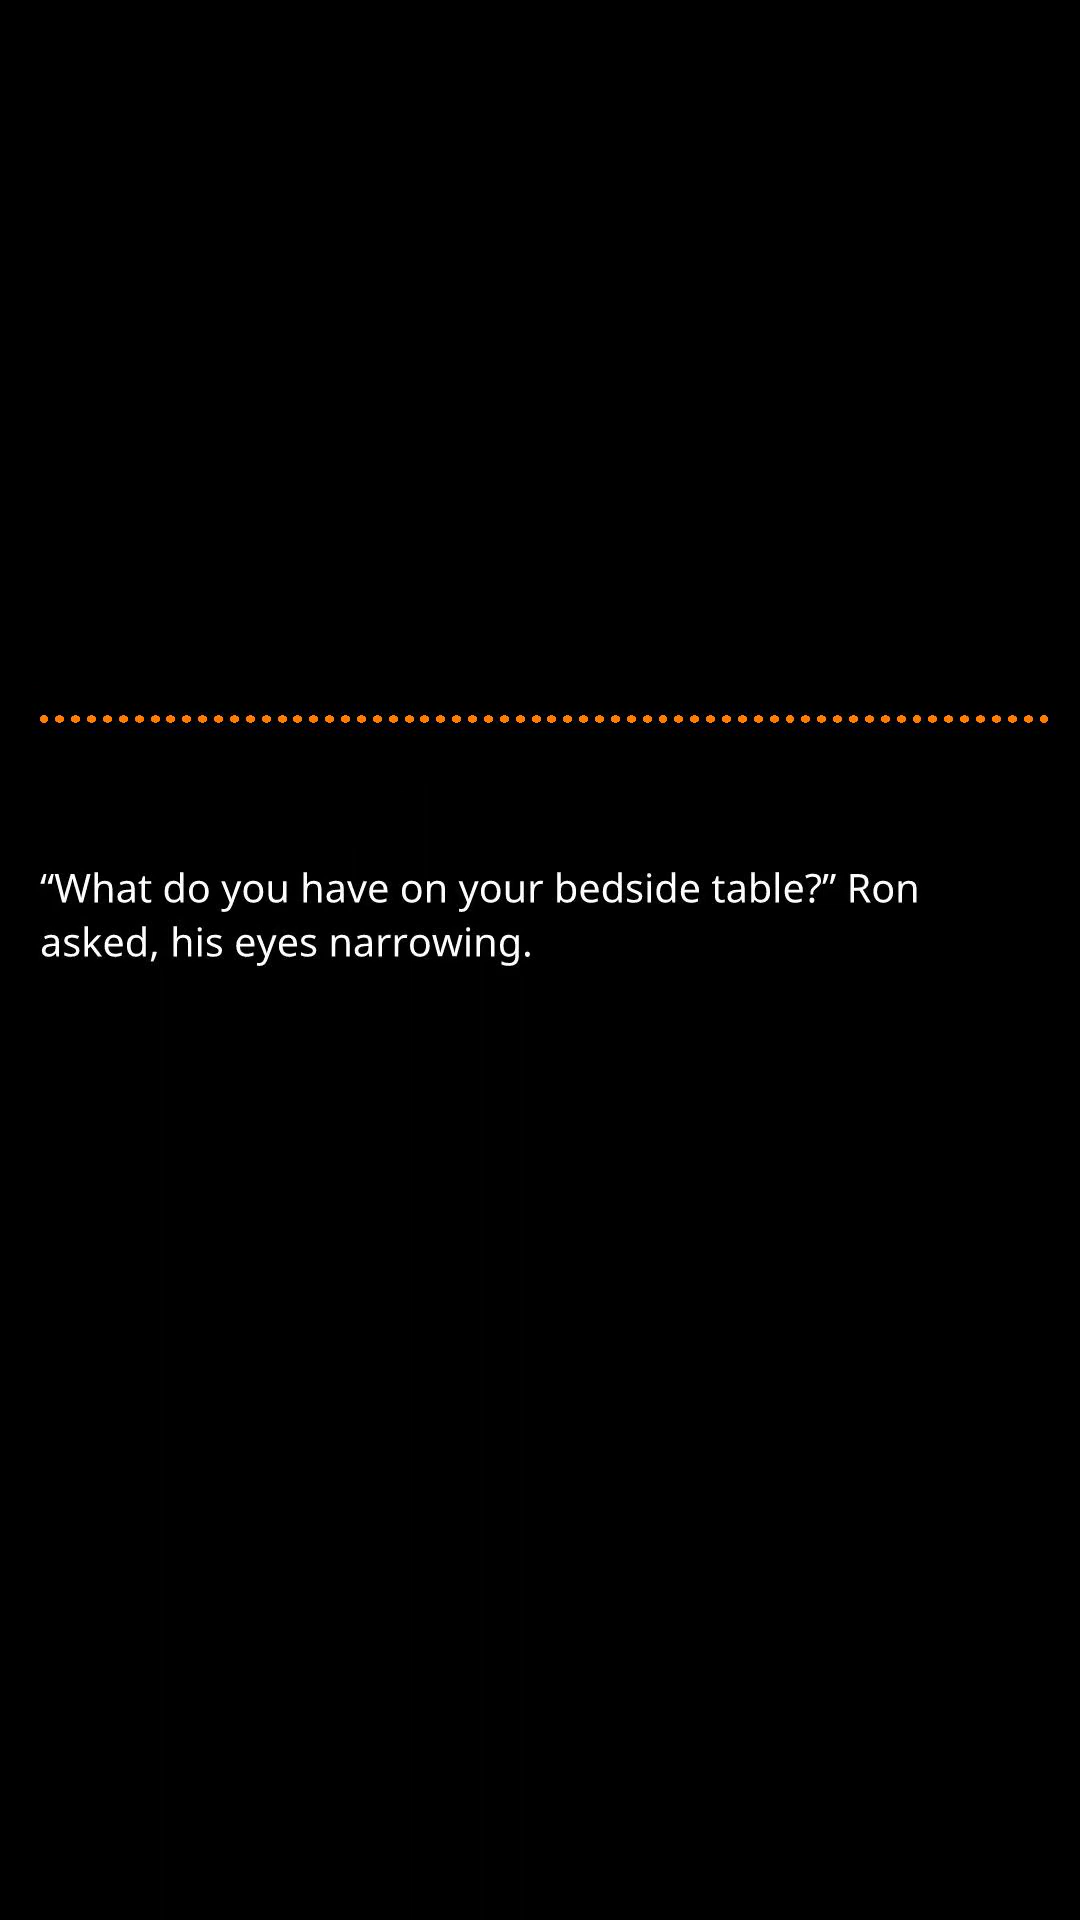 “What do you have on your bedside table?” Ron
asked, his eyes narrowing.